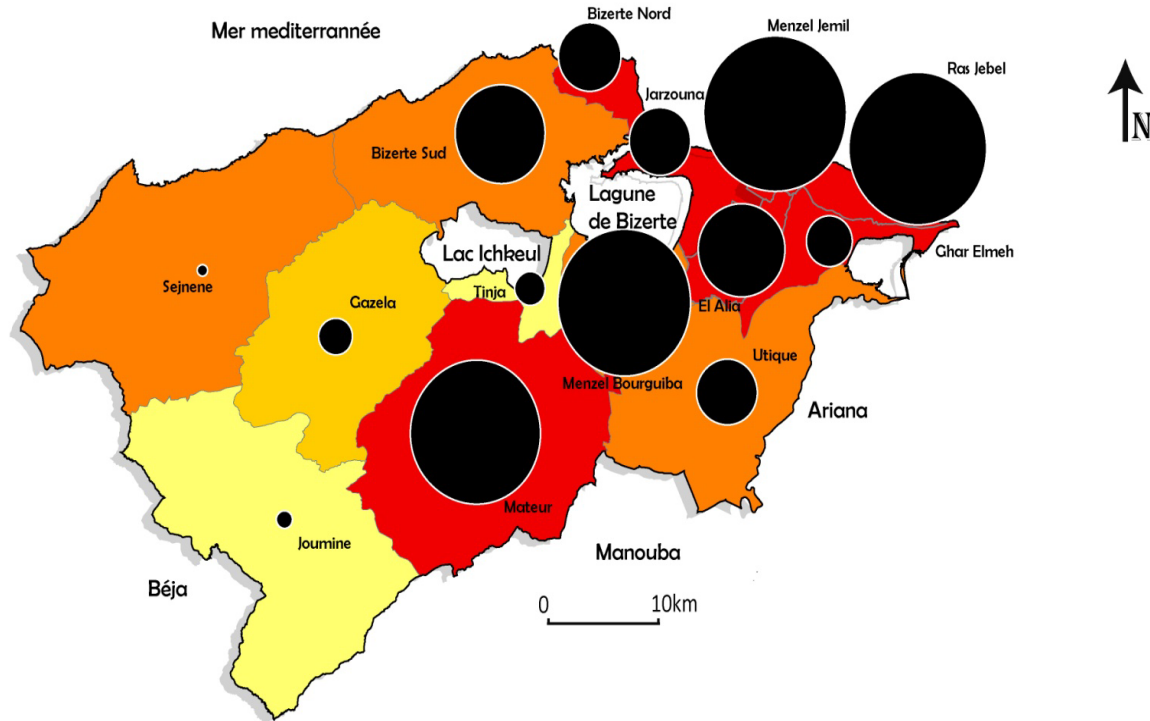 Mer mediterrannée
Bizerte Nord
Menzel Jemil
Ras Jebel
Jarzouna
N
Bizerte Sud
Lagune
de Bizerte
Lac Ichkeul
Ghar Elmeh
Sejnene
Tinja
Gazela
El Alia
Utique
Menzel Bourguiba
Ariana
Mateur
Joumine
Manouba
Béja
0
10km